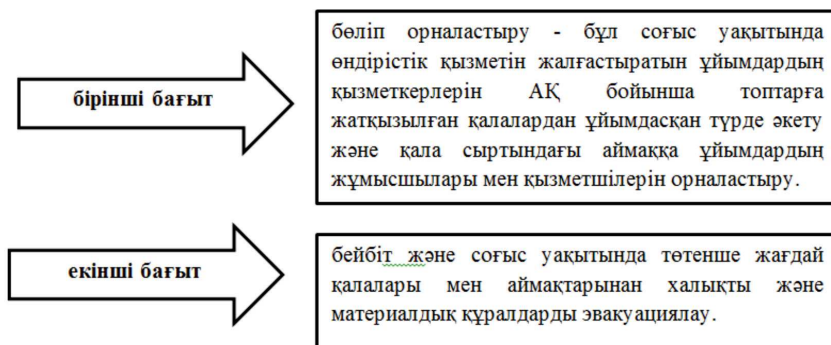 бірінші бағыт
бөліп орналастыру - бұл соғыс уақытында
өндірістік қызметін жалғастыратын ұйымдардың
қызметкерлерін АҚ бойынша топтарға
жатқызылған қалалардан ұйымдасқан түрде әкету
және қала сыртындағы аймаққа ұйымдардың
жұмысшылары мен қызметшілерін орналастыру.
екінші бағыт
бейбіт және соғыс уақытында төтенше жағдай
қалалары мен аймақтарынан халықты және
материалдық құралдарды эвакуациялау.